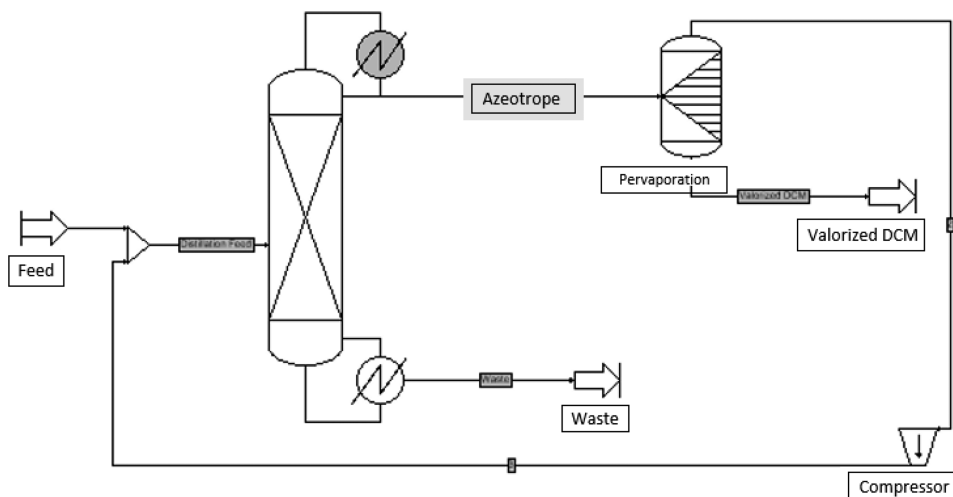 Azeotrope
Pervaporation
Valorized DCM
Valorized DCM
Distillation Feed
Feed
Waste
Waste
Compressor